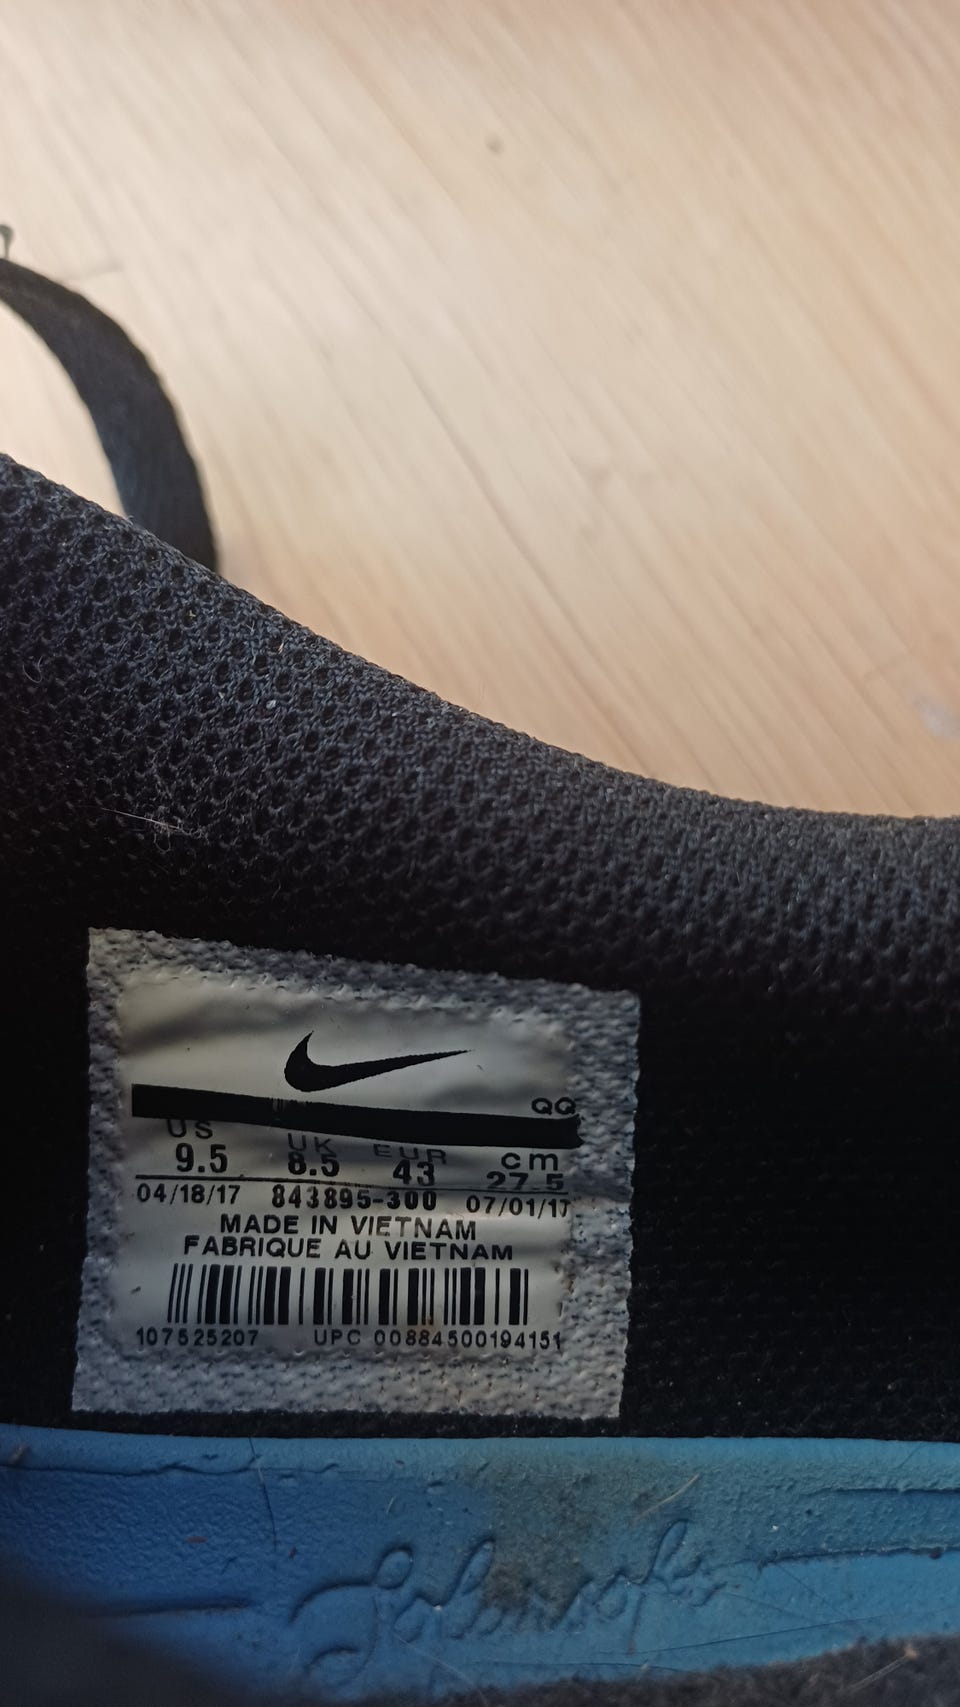 QQ
US UK EUR cm
9.5 8.5 43 27.5
04/18/17 843895-300 07/01/17
MADE IN VIETNAM
FABRIQUE AU VIETNAM
107525207 UPC 00884500194151